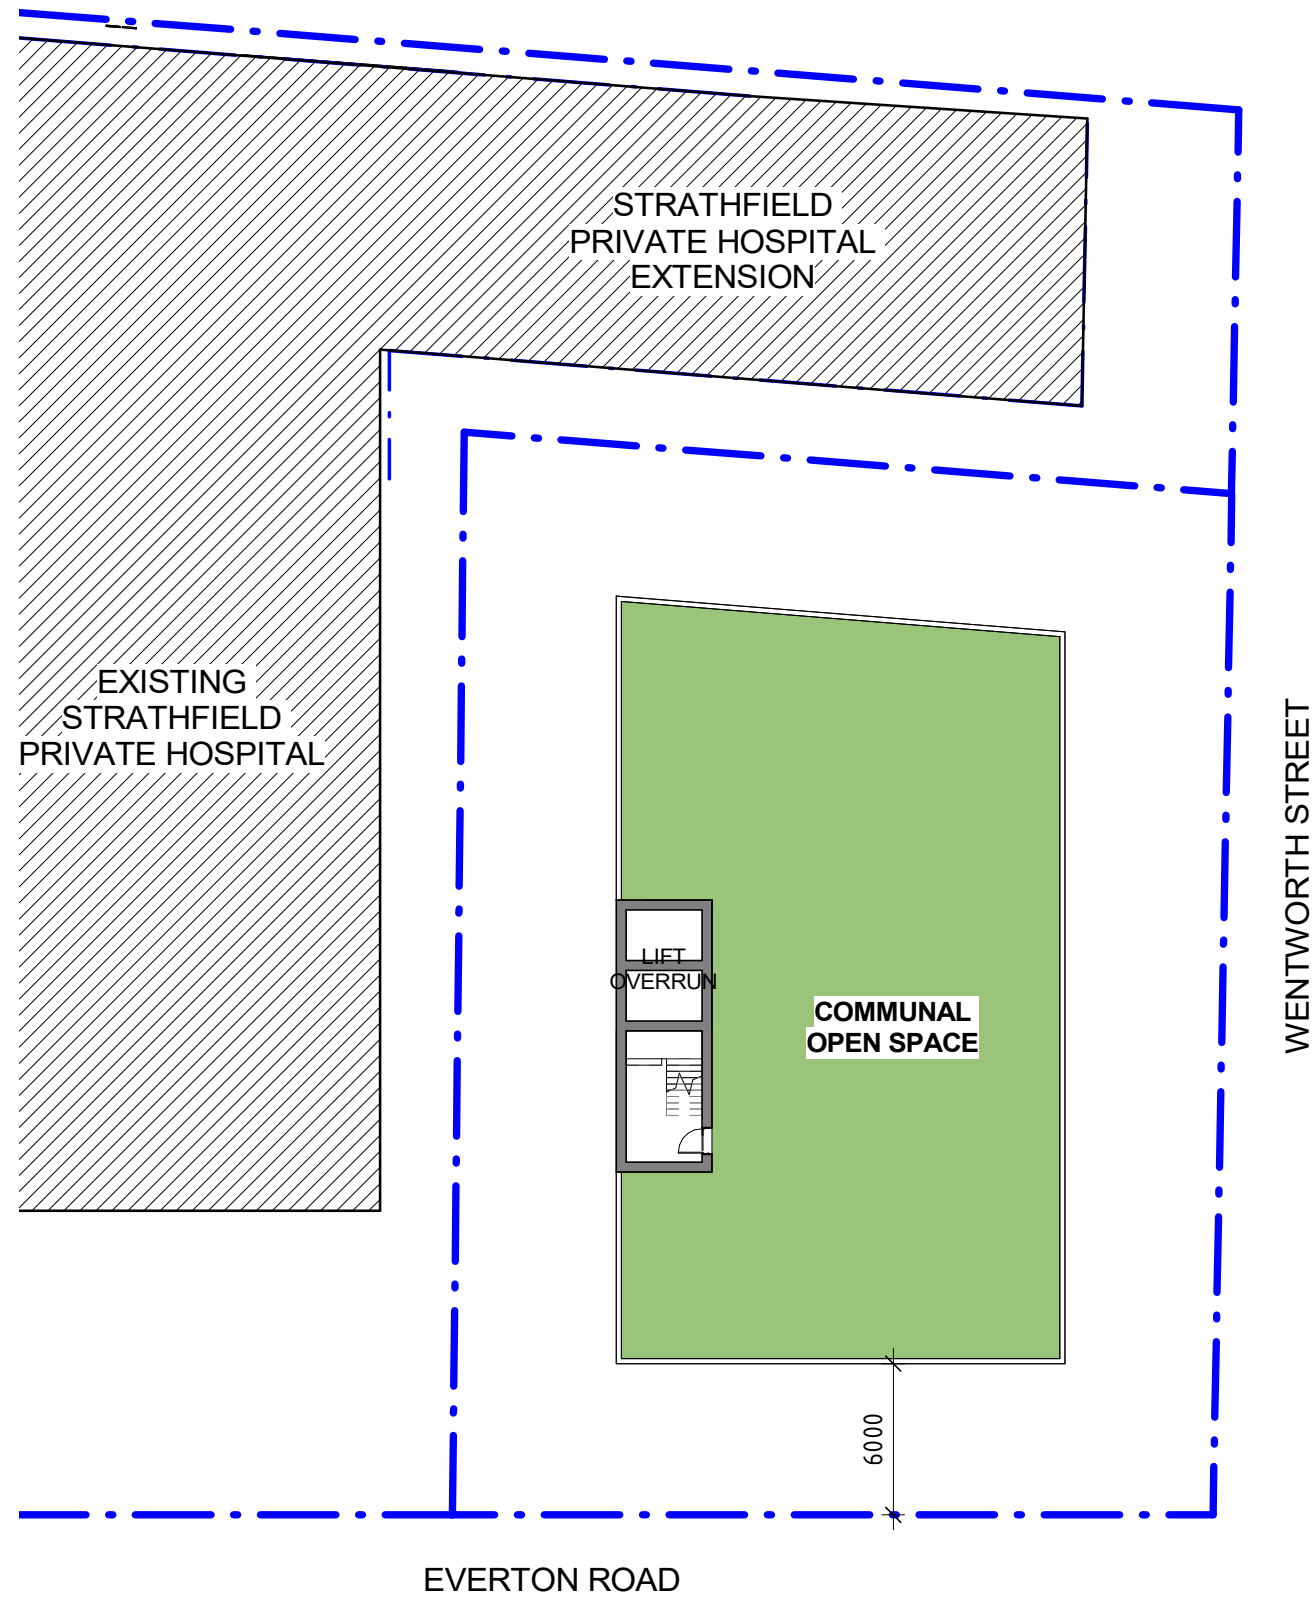 STRATHFIELD
PRIVATE HOSPITAL
EXTENSION
EXISTING
STRATHFIELD
PRIVATE HOSPITAL
WENTWORTH STREET
LIFT
OVERRUN
COMMUNAL
OPEN SPACE
6000
EVERTON ROAD